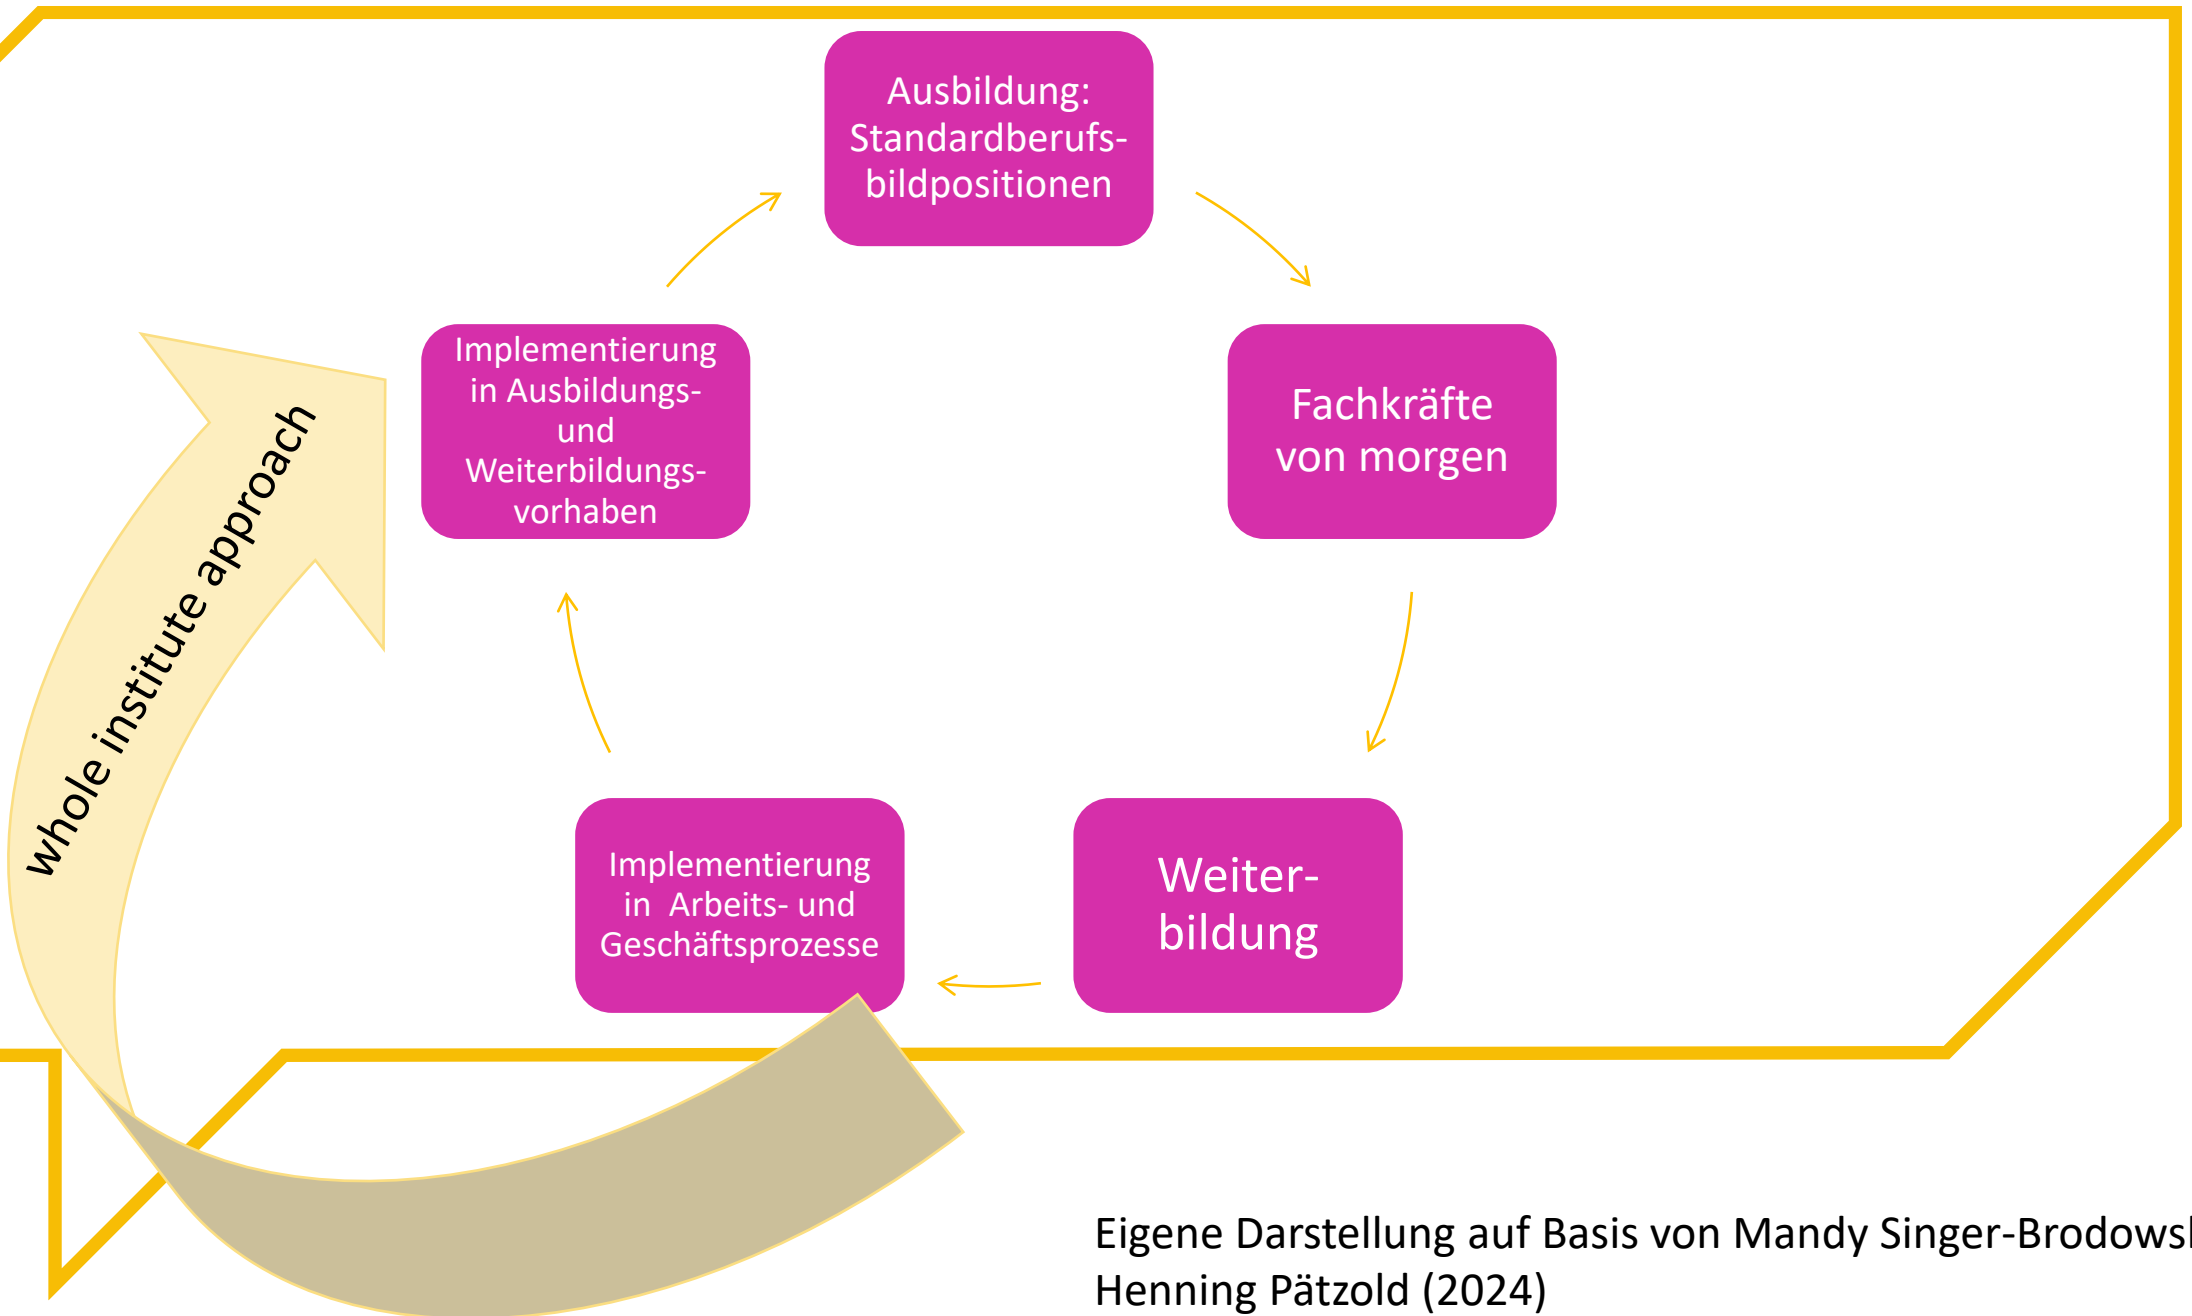 Ausbildung:
Standardberufs-
bildpositionen
Fachkräfte
von morgen
Weiter-
bildung
Implementierung
in Arbeits- und
Geschäftsprozesse
Implementierung
in Ausbildungs-
und
Weiterbildungs-
vorhaben
whole institute approach
Eigene Darstellung auf Basis von Mandy Singer-Brodows
Henning Pätzold (2024)